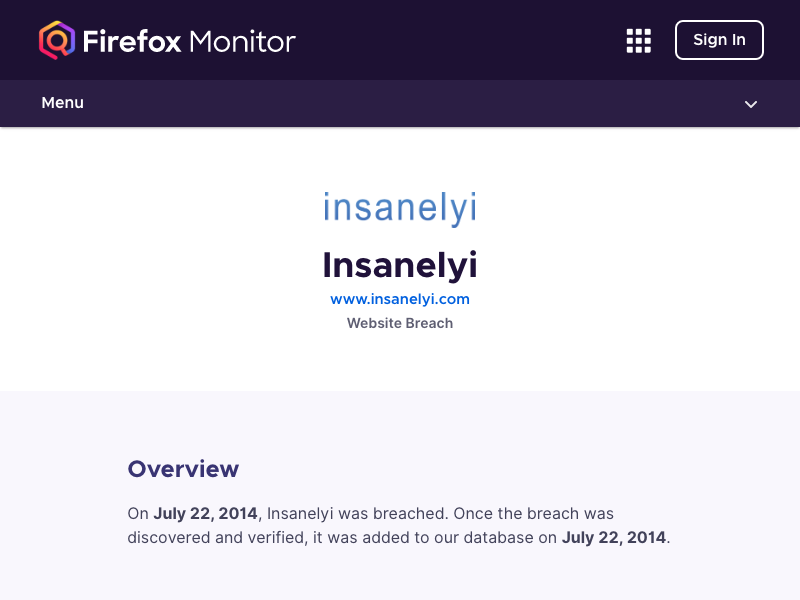 Firefox Monitor
Sign In
Menu
insanelyi
Insanelyi
www.insanelyi.com
Website Breach
Overview
On July 22, 2014, Insanelyi was breached. Once the breach was
discovered and verified, it was added to our database on July 22, 2014.